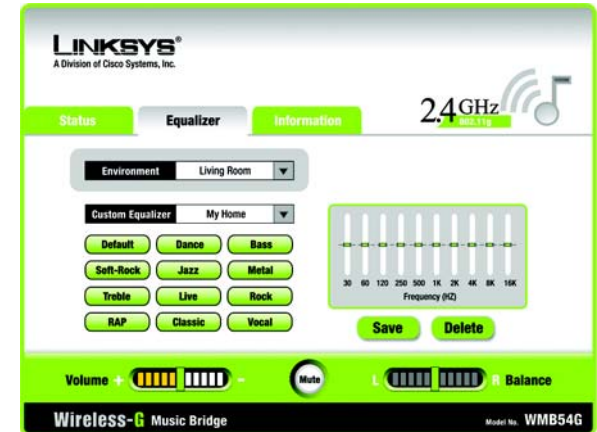 LINKSYS®
A Division of Cisco Systems, Inc.
2.4 GHz
802.11g
Status Equalizer Information
Environment Living Room
Custom Equalizer My Home
Default Dance Bass
Soft-Rock Jazz Metal
Treble Live Rock
RAP Classic Vocal
30 60 120 250 500 1K 2K 4K 8K 16K
Frequency (HZ)
Save Delete
Volume + - Mute L R Balance
Wireless-G Music Bridge Model No. WMB54G